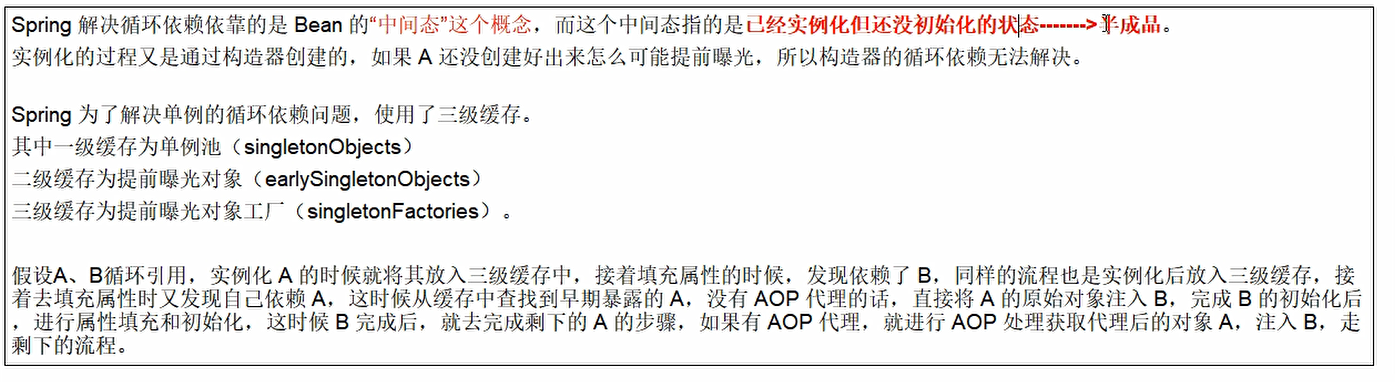 Spring 解决循环依赖依靠的是 Bean 的“中间态”这个概念，而这个中间态指的是已经实例化但还没初始化的状态------->半成品。
实例化的过程又是通过构造器创建的，如果 A 还没创建好出来怎么可能提前曝光，所以构造器的循环依赖无法解决。
Spring 为了解决单例的循环依赖问题，使用了三级缓存。
其中一级缓存为单例池（singletonObjects）
二级缓存为提前曝光对象（earlySingletonObjects）
三级缓存为提前曝光对象工厂（singletonFactories）。
假设A、B循环引用，实例化 A 的时候就将其放入三级缓存中，接着填充属性的时候，发现依赖了 B，同样的流程也是实例化后放入三级缓存，接
着去填充属性时又发现自己依赖 A，这时候从缓存中查找到早期暴露的 A，没有 AOP 代理的话，直接将 A 的原始对象注入 B，完成 B 的初始化后
，进行属性填充和初始化，这时候 B 完成后，就去完成剩下的 A 的步骤，如果有 AOP 代理，就进行 AOP 处理获取代理后的对象 A，注入 B，走
剩下的流程。